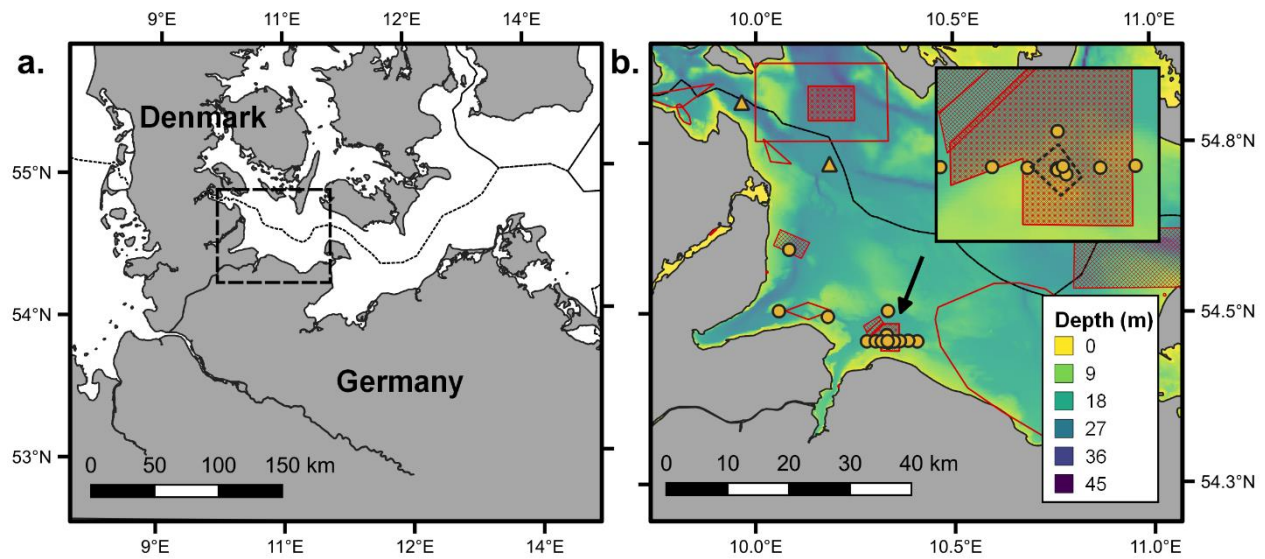 9°E 11°E 12°E 14°E
a.
Denmark
55°N
54°N
Germany
53°N
0 50 100 150 km
9°E 11°E 12°E 14°E
10.0°E 10.5°E 11.0°E
b.
54.8°N
54.5°N
Depth (m)
0
9
18
27
36
45
0 10 20 30 40 km
54.3°N
10.0°E 10.5°E 11.0°E